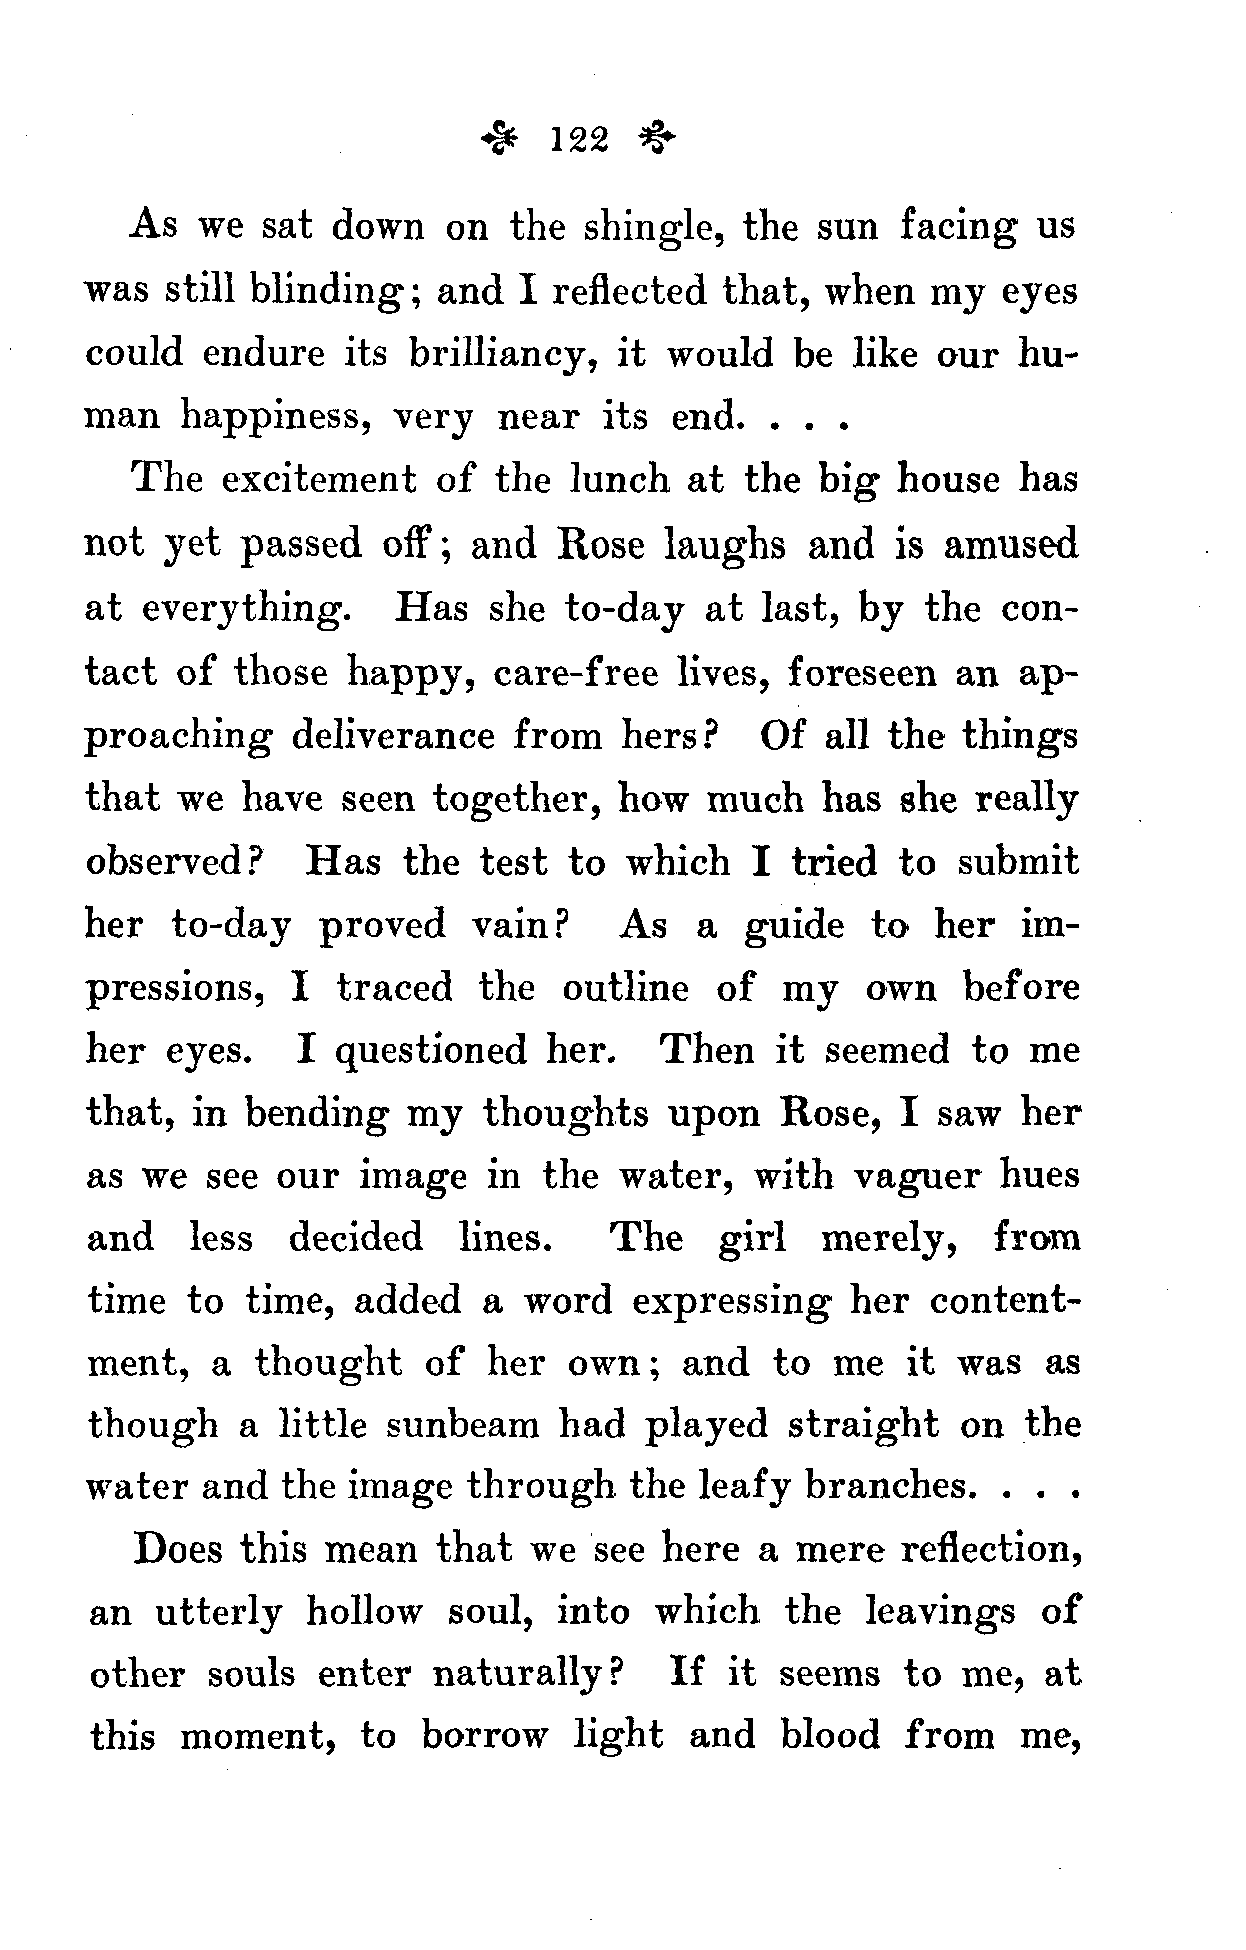 122
As we sat down on the shingle, the sun facing us
was still blinding; and I reflected that, when my eyes
could endure its brilliancy, it would be like our hu-
man happiness, very near its end. . . .
The excitement of the lunch at the big house has
not yet passed off; and Rose laughs and is amused
at everything. Has she to-day at last, by the con-
tact of those happy, care-free lives, foreseen an ap-
proaching deliverance from hers? Of all the things
that we have seen together, how much has she really
observed? Has the test to which I tried to submit
her to-day proved vain? As a guide to her im-
pressions, I traced the outline of my own before
her eyes. I questioned her. Then it seemed to me
that, in bending my thoughts upon Rose, I saw her
as we see our image in the water, with vaguer hues
and less decided lines. The girl merely, from
time to time, added a word expressing her content-
ment, a thought of her own; and to me it was as
though a little sunbeam had played straight on the
water and the image through the leafy branches. . . .
Does this mean that we see here a mere reflection,
an utterly hollow soul, into which the leavings of
other souls enter naturally? If it seems to me, at
this moment, to borrow light and blood from me,